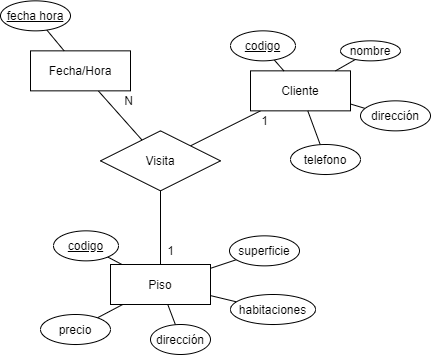 fecha hora
Fecha/Hora
codigo
nombre
Cliente
dirección
telefono
N
1
Visita
1
codigo
superficie
Piso
habitaciones
precio
dirección